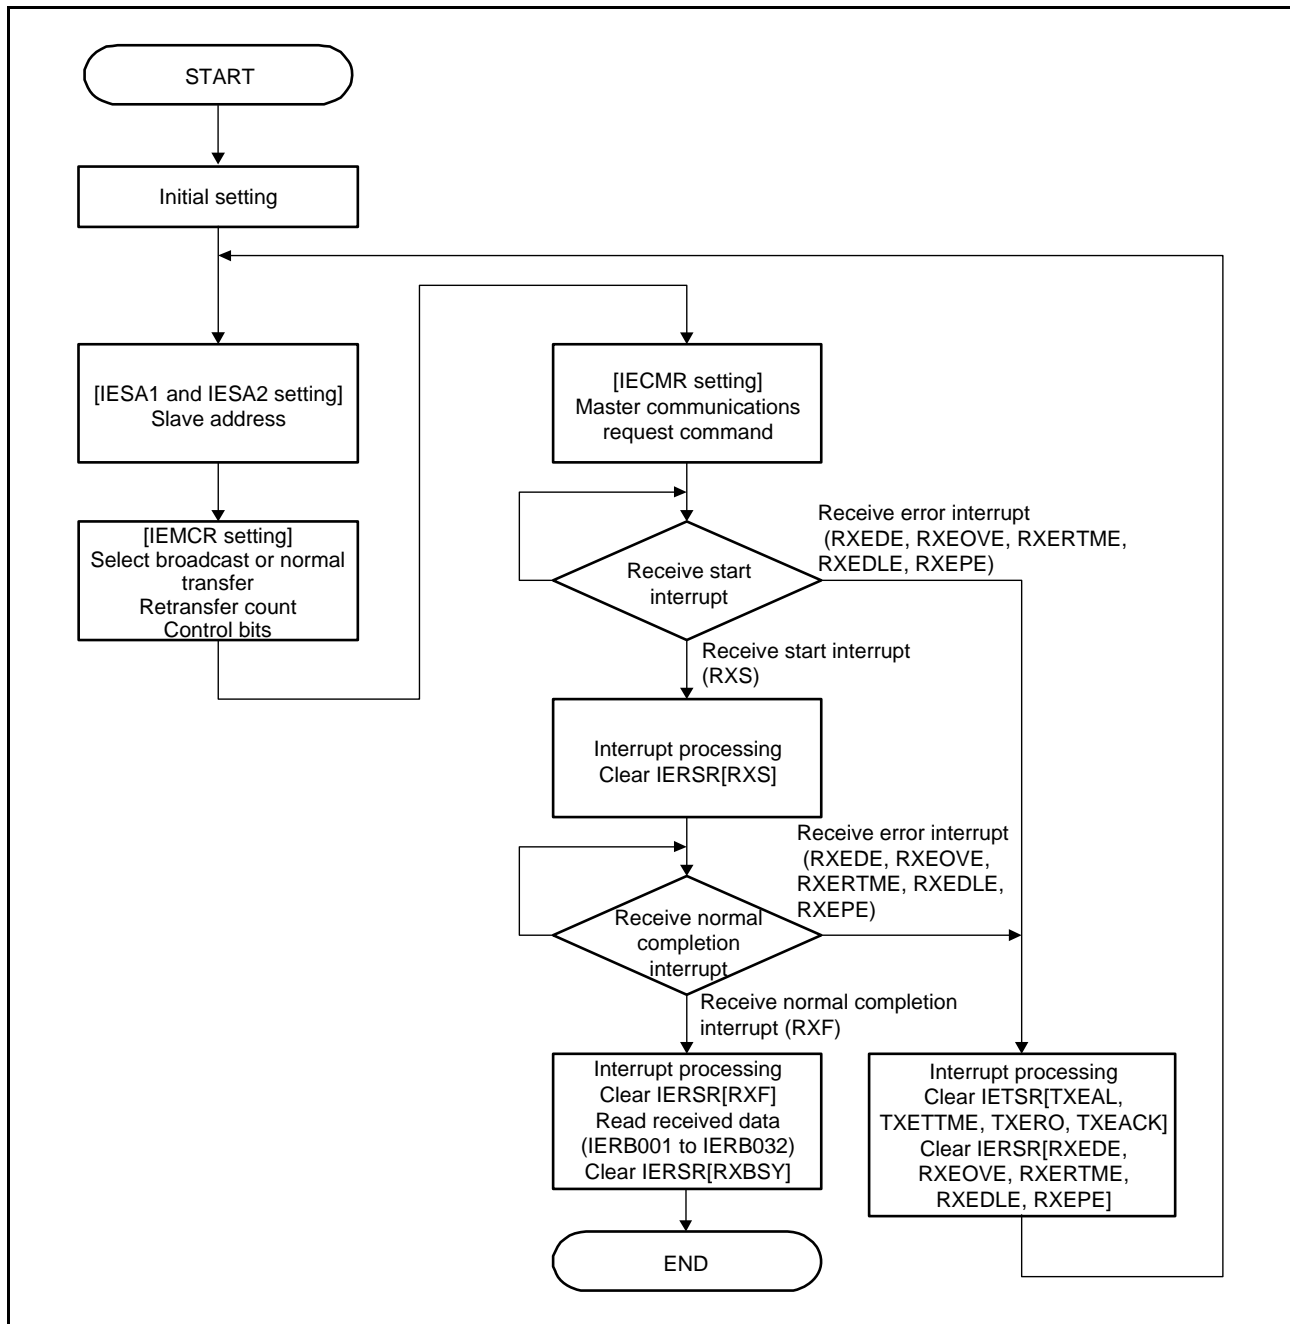 START
Initial setting
[IESA1 and IESA2 setting]
Slave address
[IEMCR setting]
Select broadcast or normal
transfer
Retransfer count
Control bits
[IECMR setting]
Master communications
request command
Receive start
interrupt
Receive error interrupt
(RXEDE, RXEOVE, RXERTME,
RXEDLE, RXEPE)
Receive start interrupt
(RXS)
Interrupt processing
Clear IERSR[RXS]
Receive normal
completion
interrupt
Receive error interrupt
(RXEDE, RXEOVE,
RXERTME, RXEDLE,
RXEPE)
Receive normal completion
interrupt (RXF)
Interrupt processing
Clear IERSR[RXF]
Read received data
(IERB001 to IERB032)
Clear IERSR[RXBSY]
Interrupt processing
Clear IETSR[TXEAL,
TXETTME, TXERO, TXEACK]
Clear IERSR[RXEDE,
RXEOVE, RXERTME,
RXEDLE, RXEPE]
END